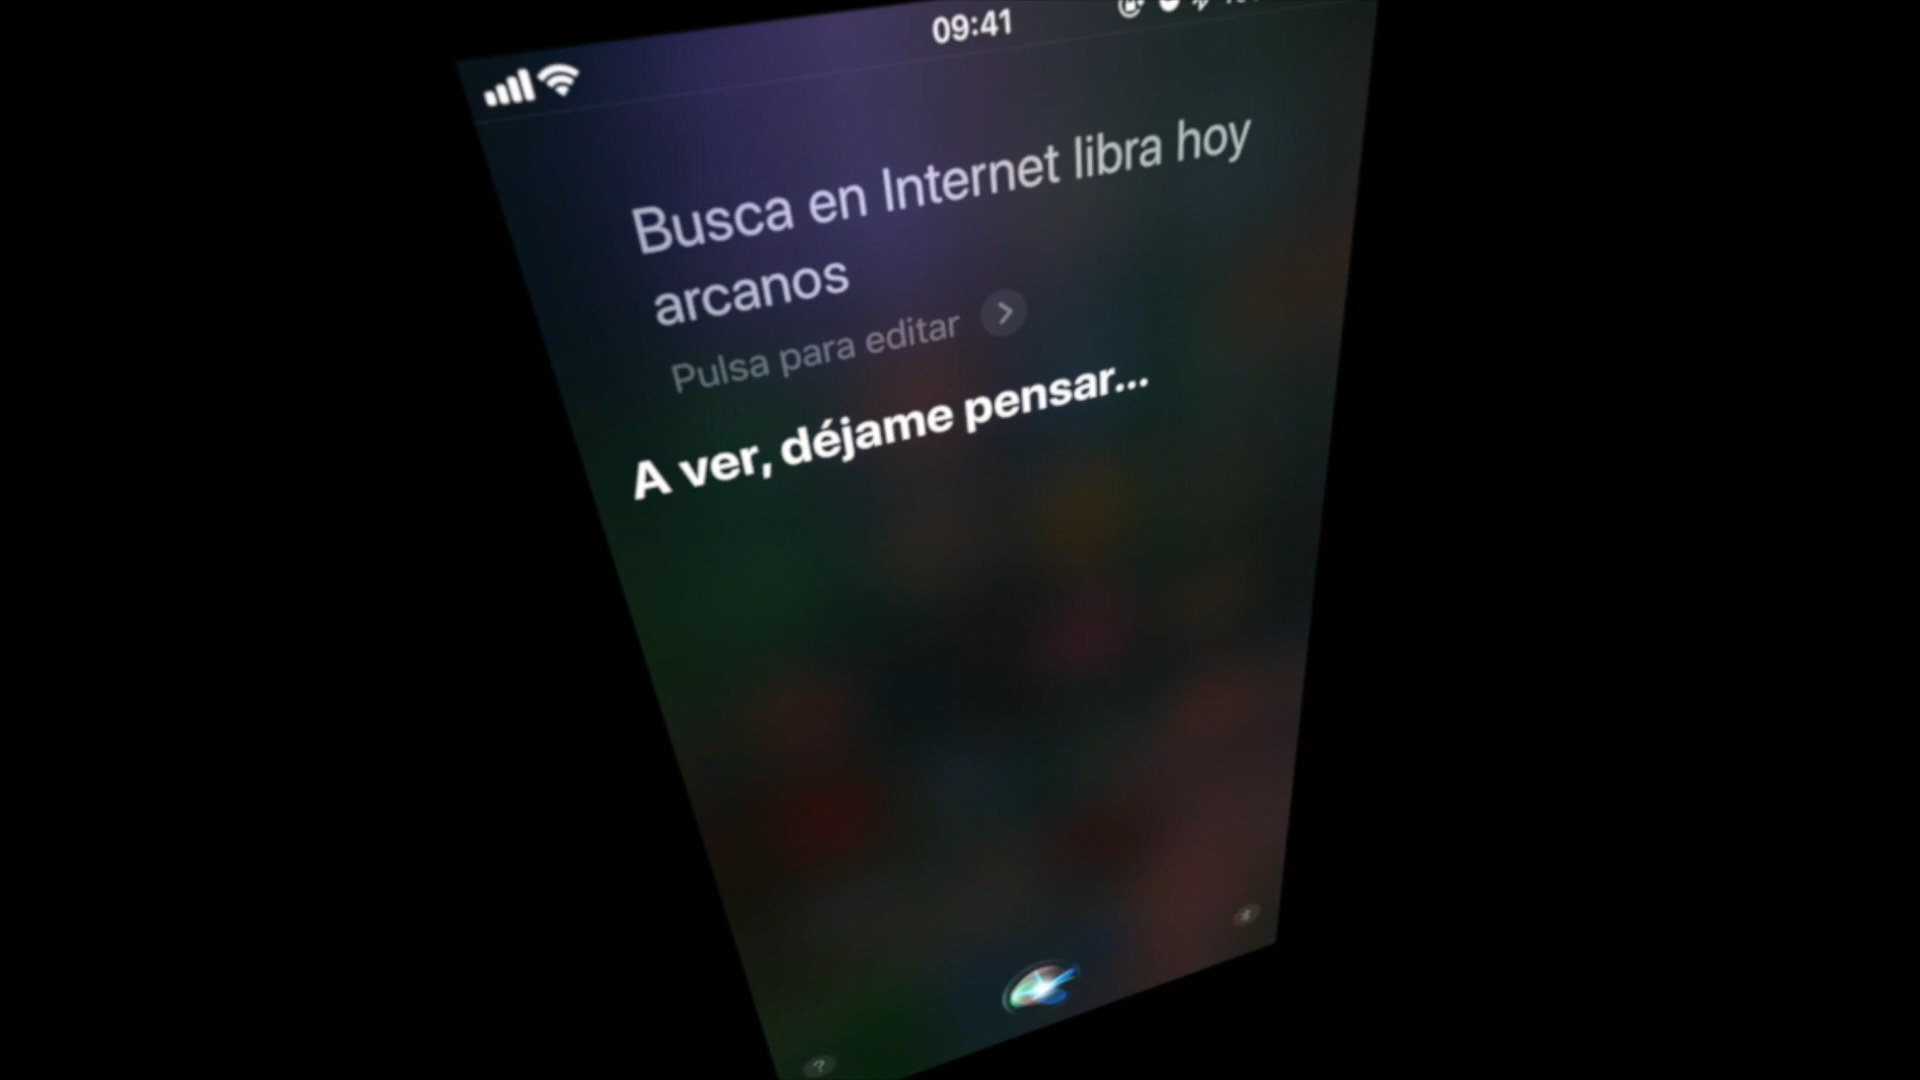 09:41
Busca en Internet libra hoy
arcanos
Pulsa para editar
A ver, déjame pensar...
?